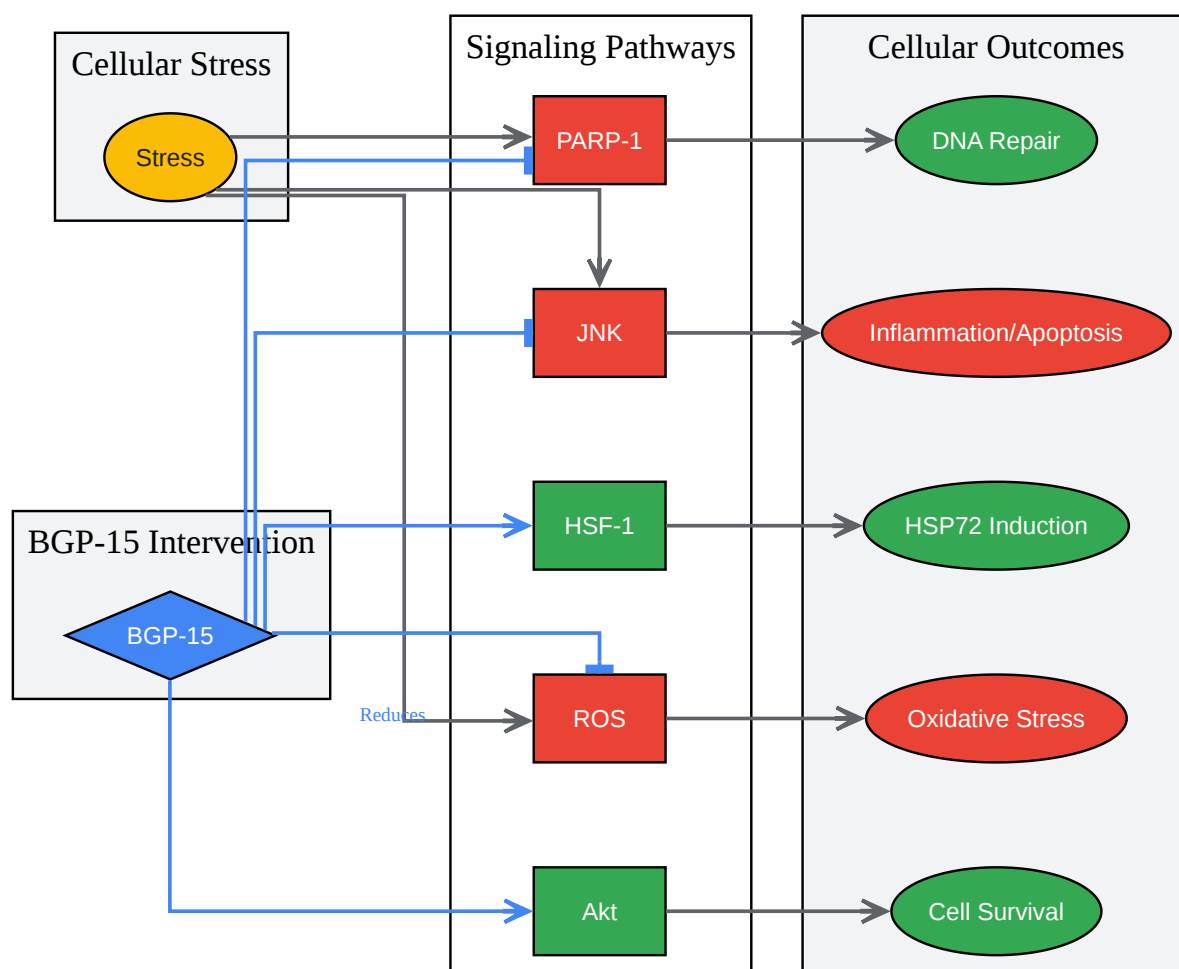 Cellular Stress
Signaling Pathways
Cellular Outcomes
Stress
PARP-1
DNA Repair
JNK
Inflammation/Apoptosis
BGP-15 Intervention
HSF-1
HSP72 Induction
BGP-15
Reduces
ROS
Oxidative Stress
Akt
Cell Survival